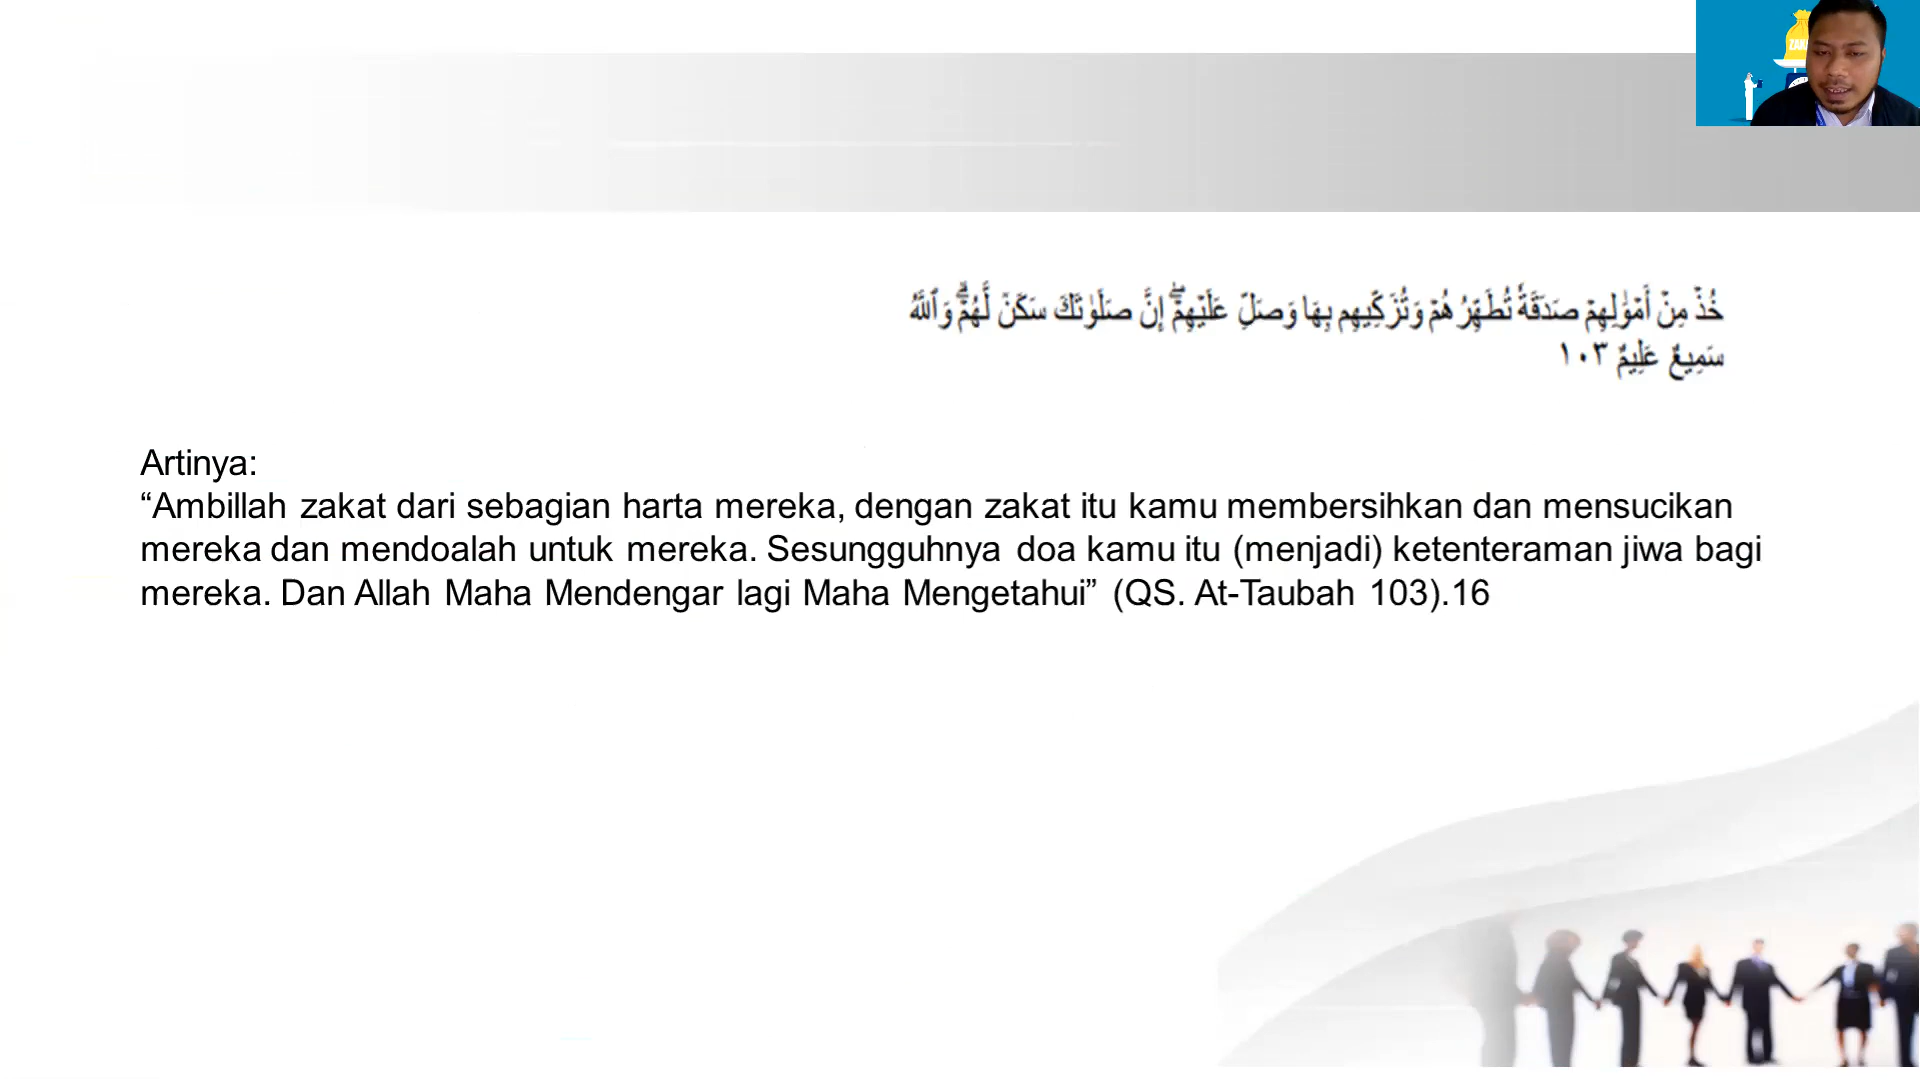 خُذۡ مِنۡ أَمۡوَٰلِهِمۡ صَدَقَةٗ تُطَهِّرُهُمۡ وَتُزَكِّيهِم بِهَا وَصَلِّ عَلَيۡهِمۡۖ إِنَّ صَلَوٰتَكَ سَكَنٞ لَّهُمۡۗ وَٱللَّهُ
سَمِيعٌ عَلِيمٌ ١٠٣
Artinya:
“Ambillah zakat dari sebagian harta mereka, dengan zakat itu kamu membersihkan dan mensucikan
mereka dan mendoalah untuk mereka. Sesungguhnya doa kamu itu (menjadi) ketenteraman jiwa bagi
mereka. Dan Allah Maha Mendengar lagi Maha Mengetahui” (QS. At-Taubah 103).16